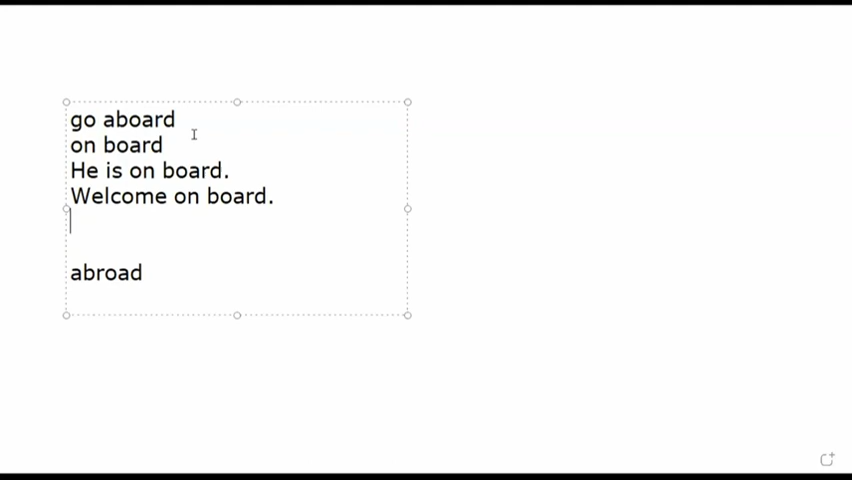 go aboard
on board
He is on board.
Welcome on board.
abroad